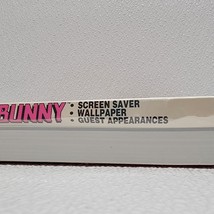 BUNNY
• SCREEN SAVER
• WALLPAPER
• GUEST APPEARANCES